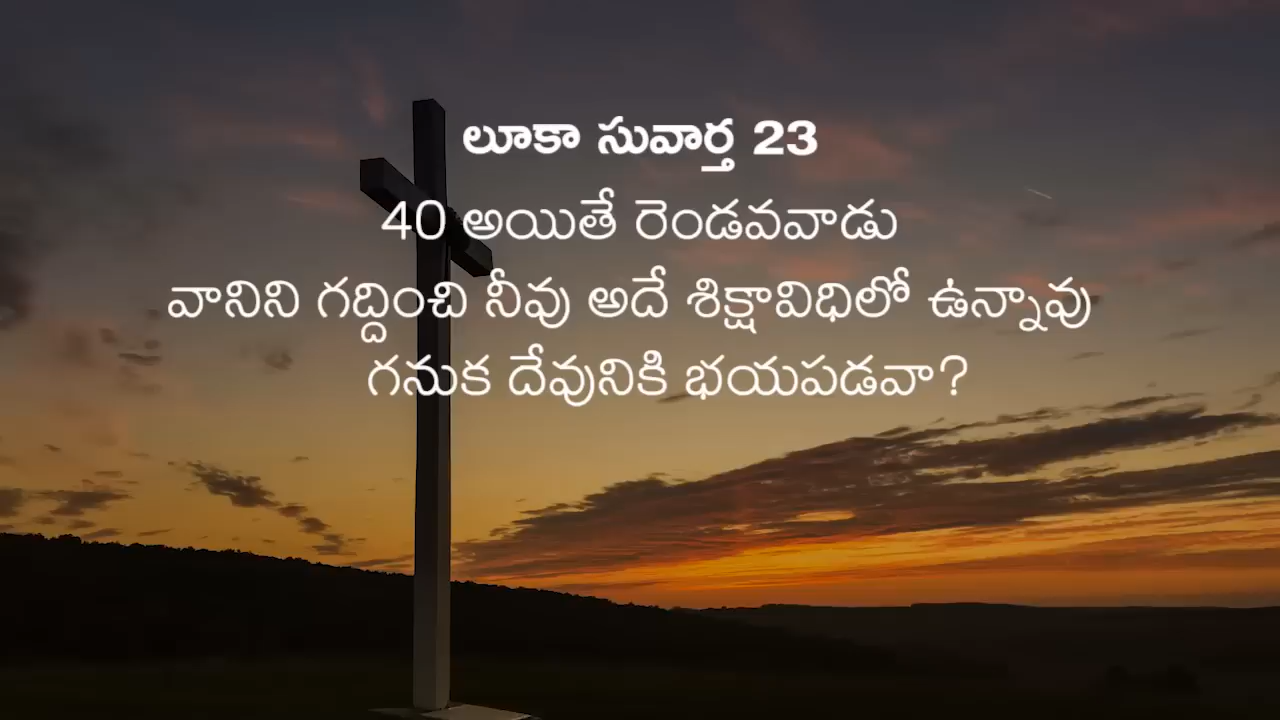 లూకా సువార్త 23
40 అయితే రెండవవాడు
వానిని గద్దించి నీవు అదే శిక్షావిధిలో ఉన్నావు
గనుక దేవునికి భయపడవా?